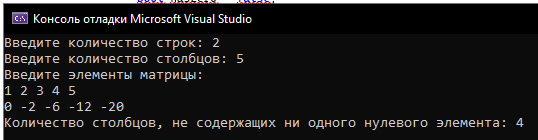 Консоль отладки Microsoft Visual Studio
Введите количество строк: 2
Введите количество столбцов: 5
Введите элементы матрицы:
1 2 3 4 5
0 -2 -6 -12 -20
Количество столбцов, не содержащих ни одного нулевого элемента: 4